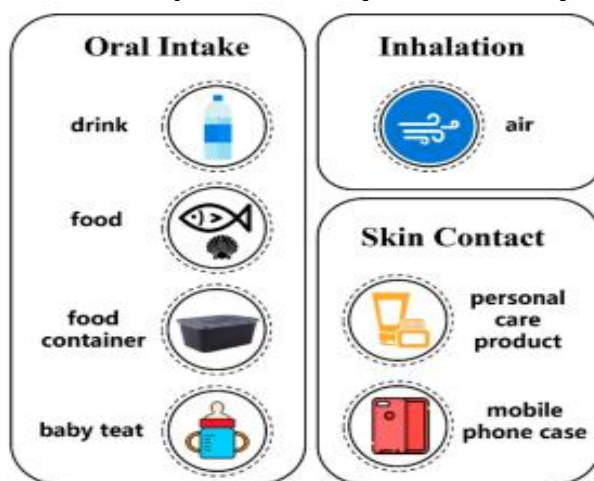 Oral Intake
drink
food
food
container
baby teat
Inhalation
air
Skin Contact
personal
care
product
mobile
phone case